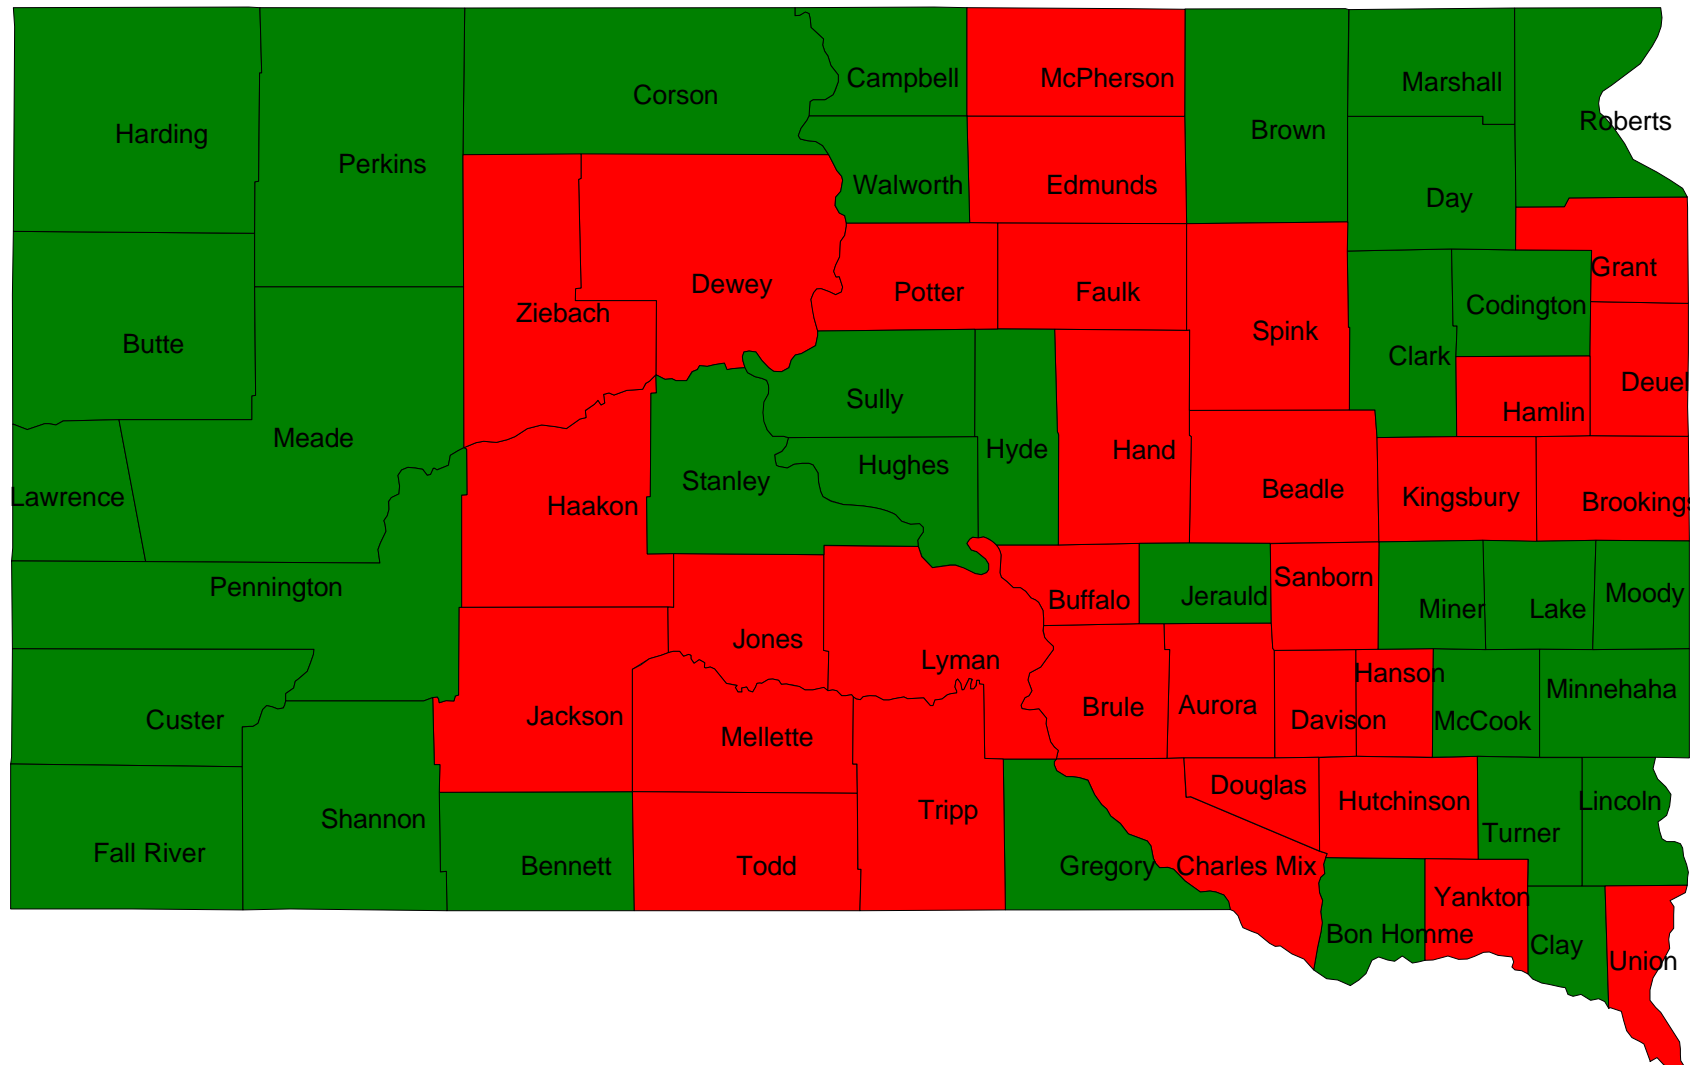 Campbell
McPherson
Marshall
Corson
Roberts
Brown
Harding
Perkins
Walworth
Edmunds
Day
Grant
Dewey
Potter
Faulk
Codington
Ziebach
Spink
Butte
Clark
Deuel
Sully
Hamlin
Meade
Hyde
Hand
Hughes
Stanley
Beadle
Lawrence
Kingsbury
Brookings
Haakon
Sanborn
Pennington
Moody
Jerauld
Buffalo
Miner
Lake
Jones
Lyman
Hanson
Minnehaha
Aurora
Brule
Jackson
Custer
Davison
McCook
Mellette
Douglas
Hutchinson
Lincoln
Tripp
Shannon
Turner
Fall River
Bennett
Todd
Gregory
Charles Mix
Yankton
Bon Homme
Clay
Union